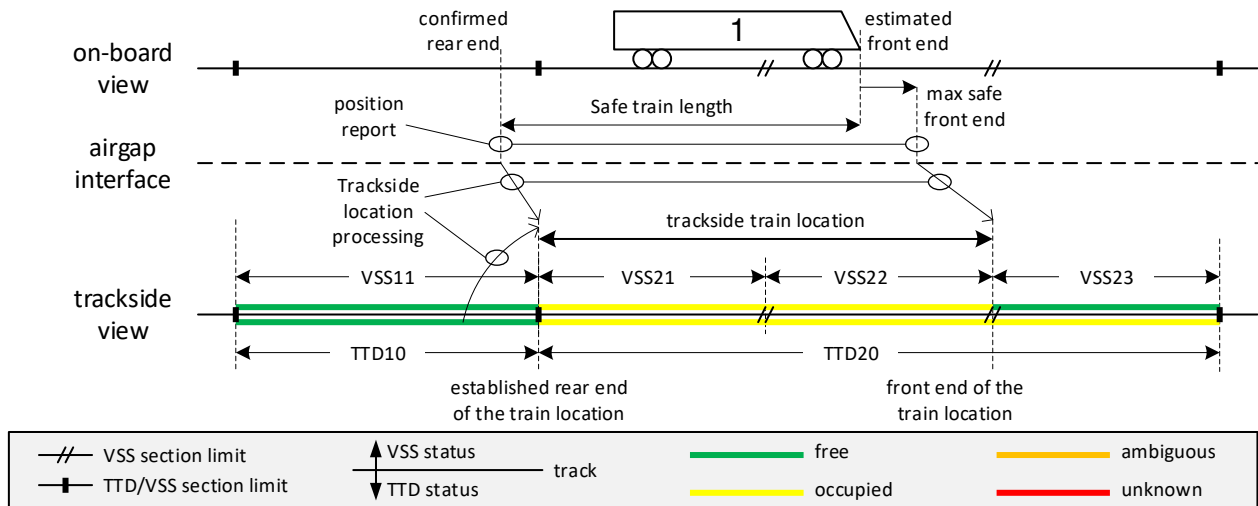 confirmed
rear end
1
estimated
front end
on-board
view
position
report
Safe train length
max safe
front end
airgap
interface
Trackside
location
processing
trackside train location
VSS11
VSS21
VSS22
VSS23
trackside
view
TTD10
TTD20
established rear end
of the train location
front end of the
train location
VSS section limit
TTD/VSS section limit
VSS status
track
TTD status
free
occupied
ambiguous
unknown